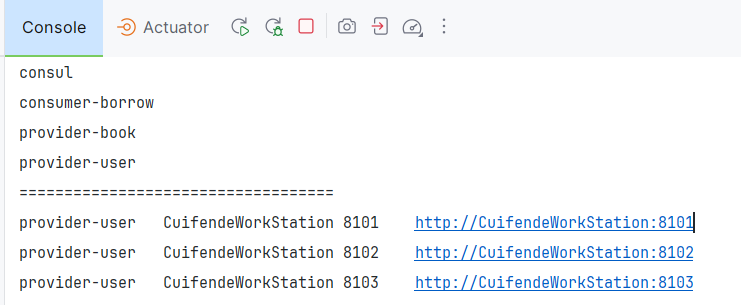 Console Actuator
consul
consumer-borrow
provider-book
provider-user
===================================
provider-user CuifendeWorkStation 8101 http://CuifendeWorkStation:8101
provider-user CuifendeWorkStation 8102 http://CuifendeWorkStation:8102
provider-user CuifendeWorkStation 8103 http://CuifendeWorkStation:8103